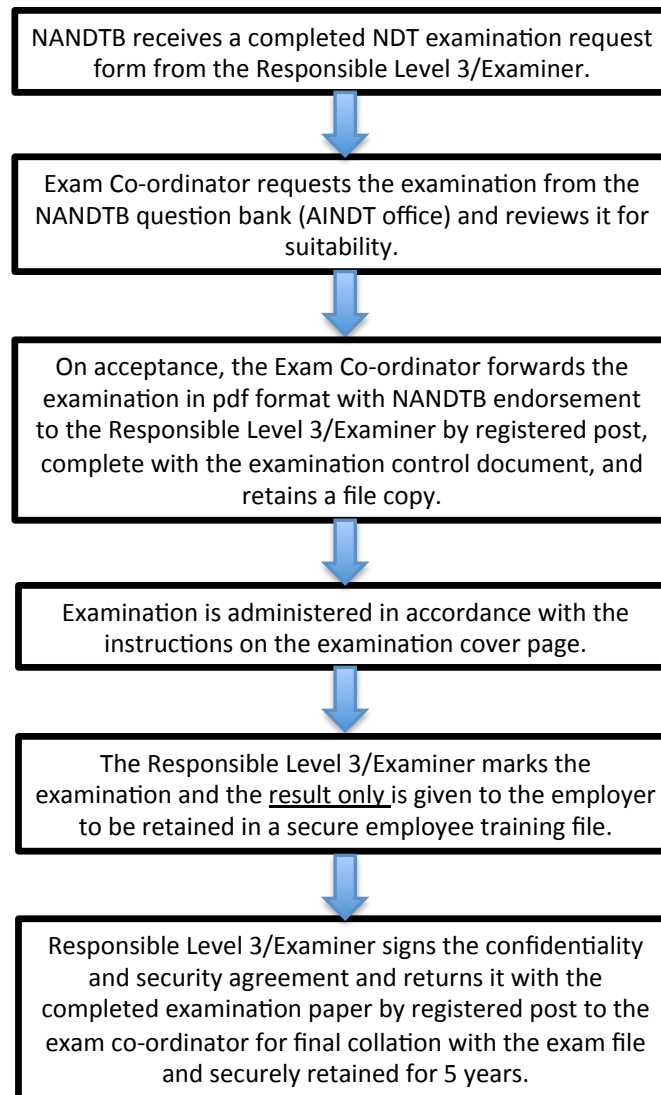 NANDTB receives a completed NDT examination request
form from the Responsible Level 3/Examiner.
Exam Co-ordinator requests the examination from the
NANDTB question bank (AINDT office) and reviews it for
suitability.
On acceptance, the Exam Co-ordinator forwards the
examination in pdf format with NANDTB endorsement
to the Responsible Level 3/Examiner by registered post,
complete with the examination control document, and
retains a file copy.
Examination is administered in accordance with the
instructions on the examination cover page.
The Responsible Level 3/Examiner marks the
examination and the result only is given to the employer
to be retained in a secure employee training file.
Responsible Level 3/Examiner signs the confidentiality
and security agreement and returns it with the
completed examination paper by registered post to the
exam co-ordinator for final collation with the exam file
and securely retained for 5 years.